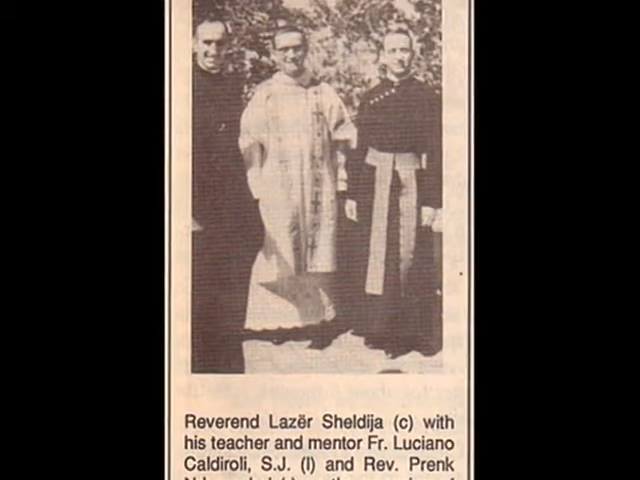 Reverend Lazër Sheldija (c) with
his teacher and mentor Fr. Luciano
Caldiroli, S.J. (l) and Rev. Prenk